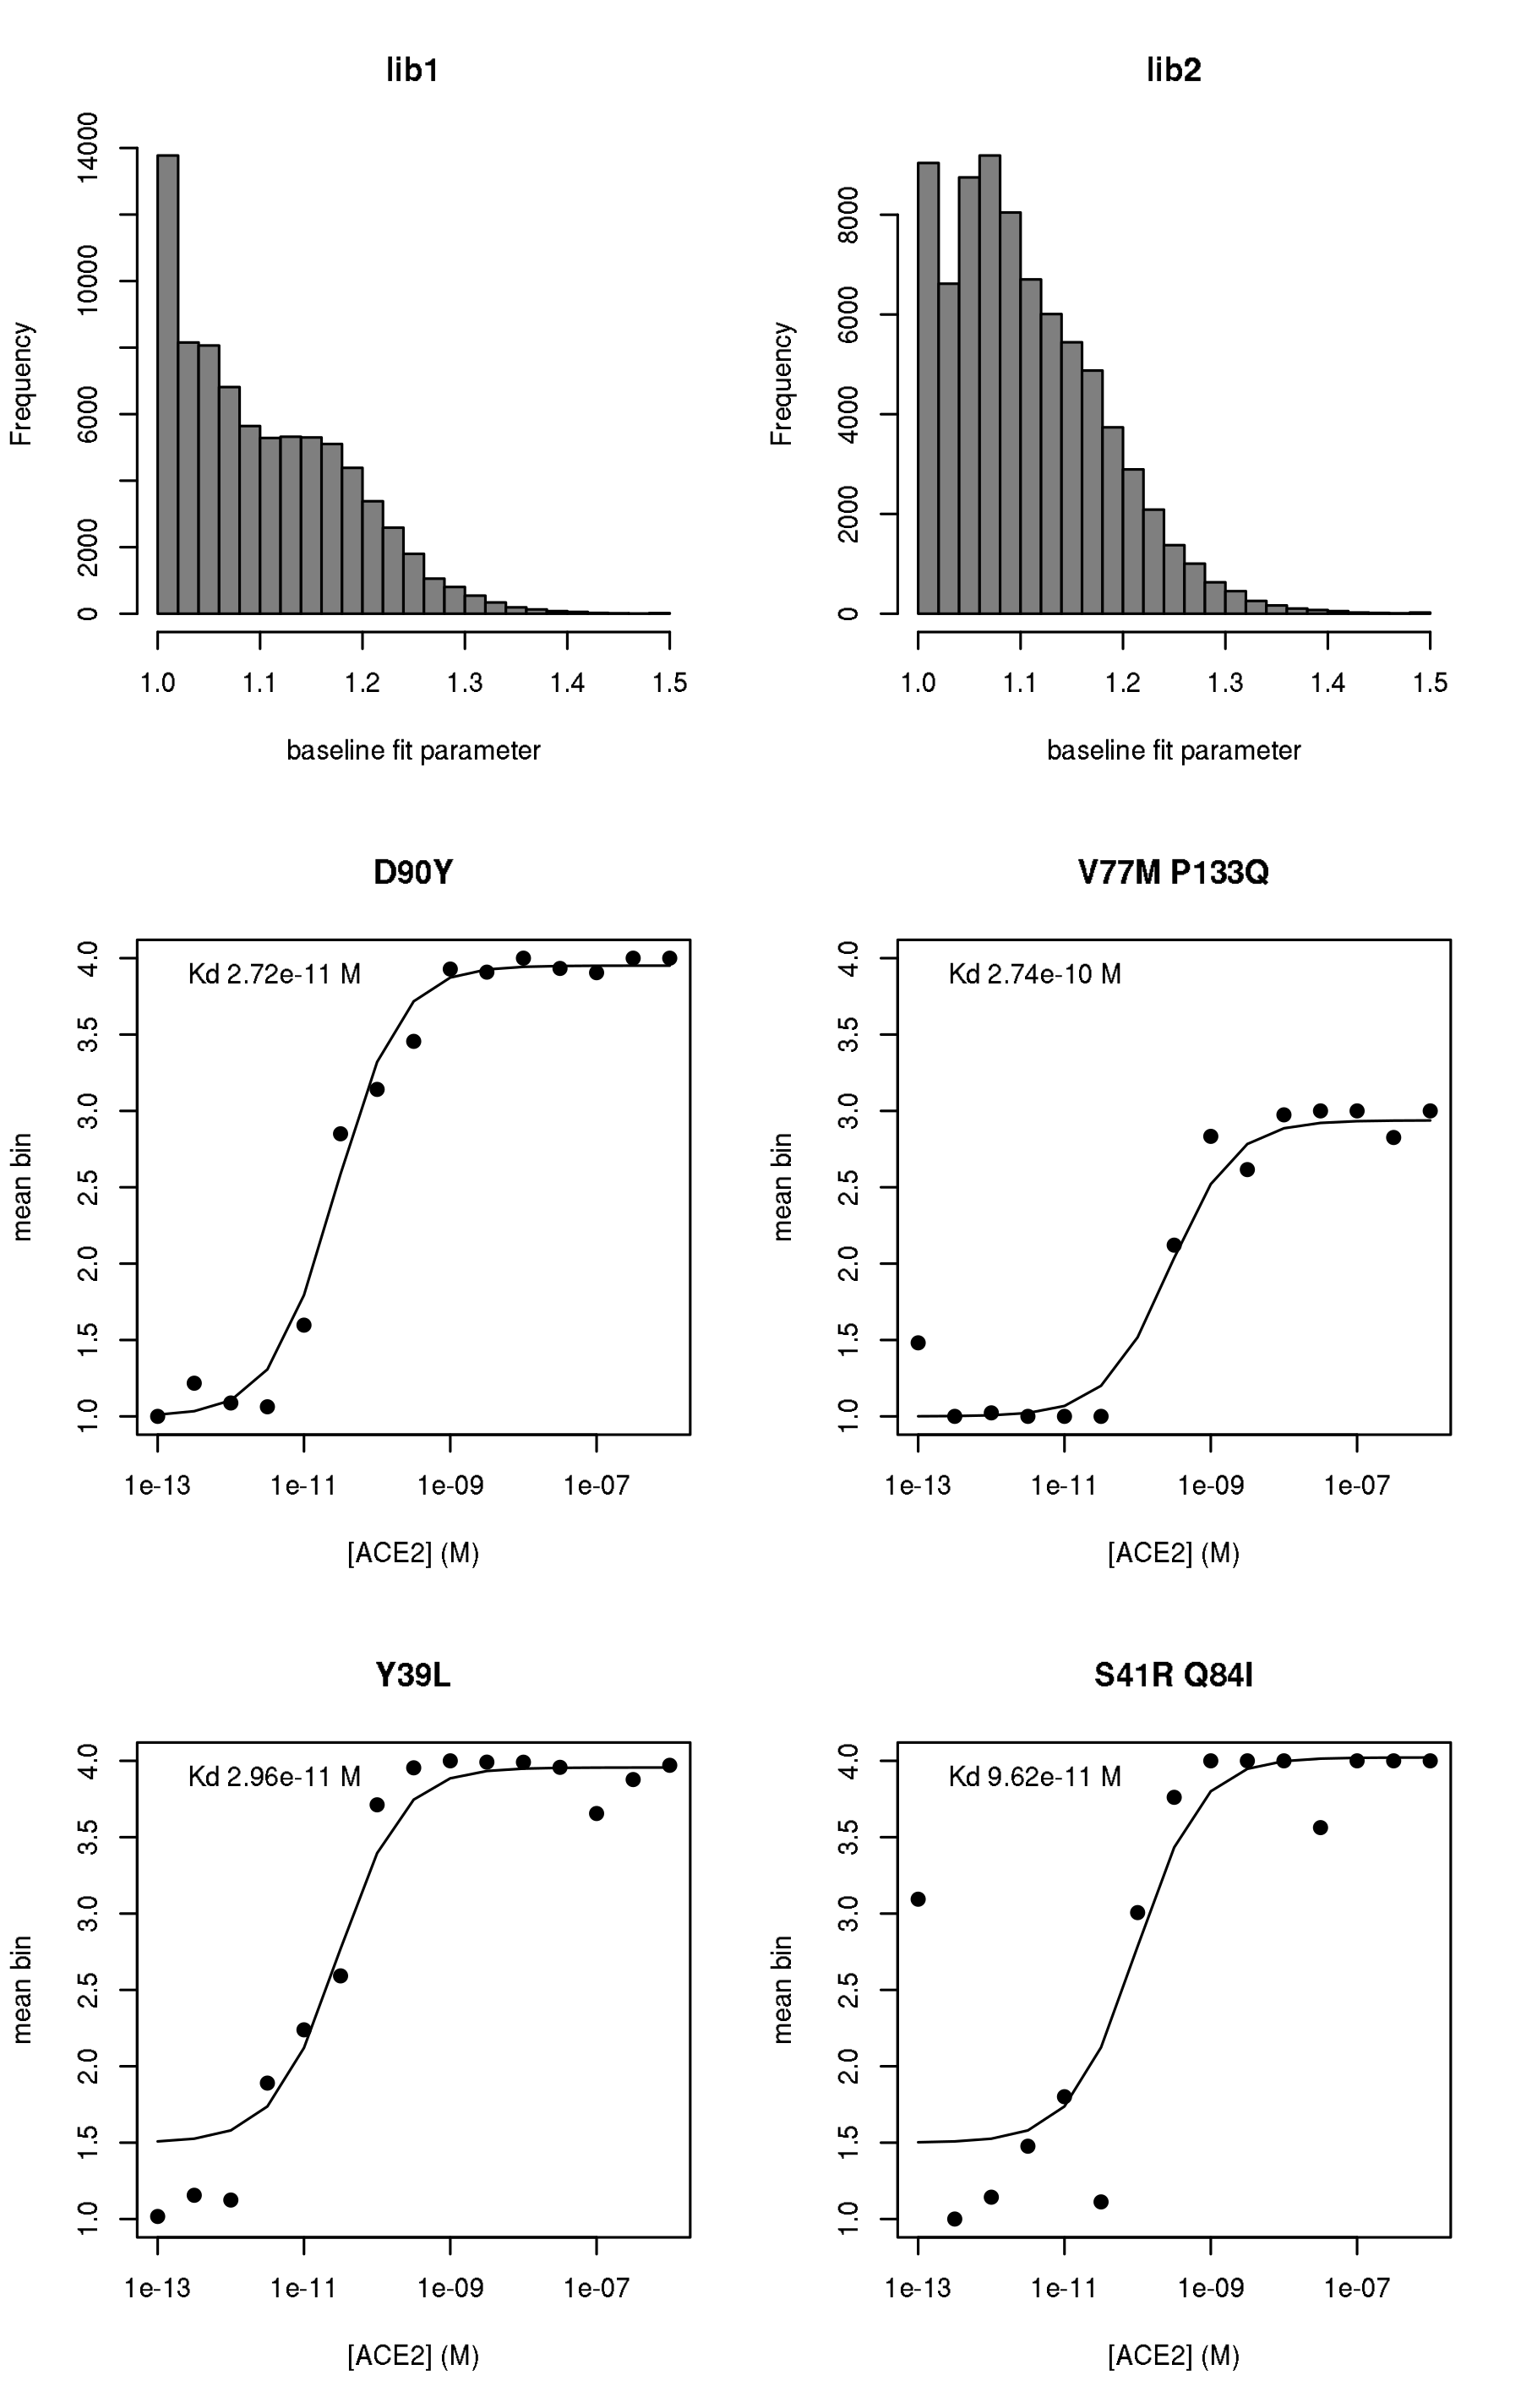 lib1
Frequency
14000
10000
6000
2000
0
1.0 1.1 1.2 1.3 1.4 1.5
baseline fit parameter
lib2
Frequency
8000
6000
4000
2000
0
1.0 1.1 1.2 1.3 1.4 1.5
baseline fit parameter
D90Y
Kd 2.72e-11 M
mean bin
4.0
3.5
3.0
2.5
2.0
1.5
1.0
1e-13 1e-11 1e-09 1e-07
[ACE2] (M)
V77M P133Q
Kd 2.74e-10 M
mean bin
4.0
3.5
3.0
2.5
2.0
1.5
1.0
1e-13 1e-11 1e-09 1e-07
[ACE2] (M)
Y39L
Kd 2.96e-11 M
mean bin
4.0
3.5
3.0
2.5
2.0
1.5
1.0
1e-13 1e-11 1e-09 1e-07
[ACE2] (M)
S41R Q84I
Kd 9.62e-11 M
mean bin
4.0
3.5
3.0
2.5
2.0
1.5
1.0
1e-13 1e-11 1e-09 1e-07
[ACE2] (M)